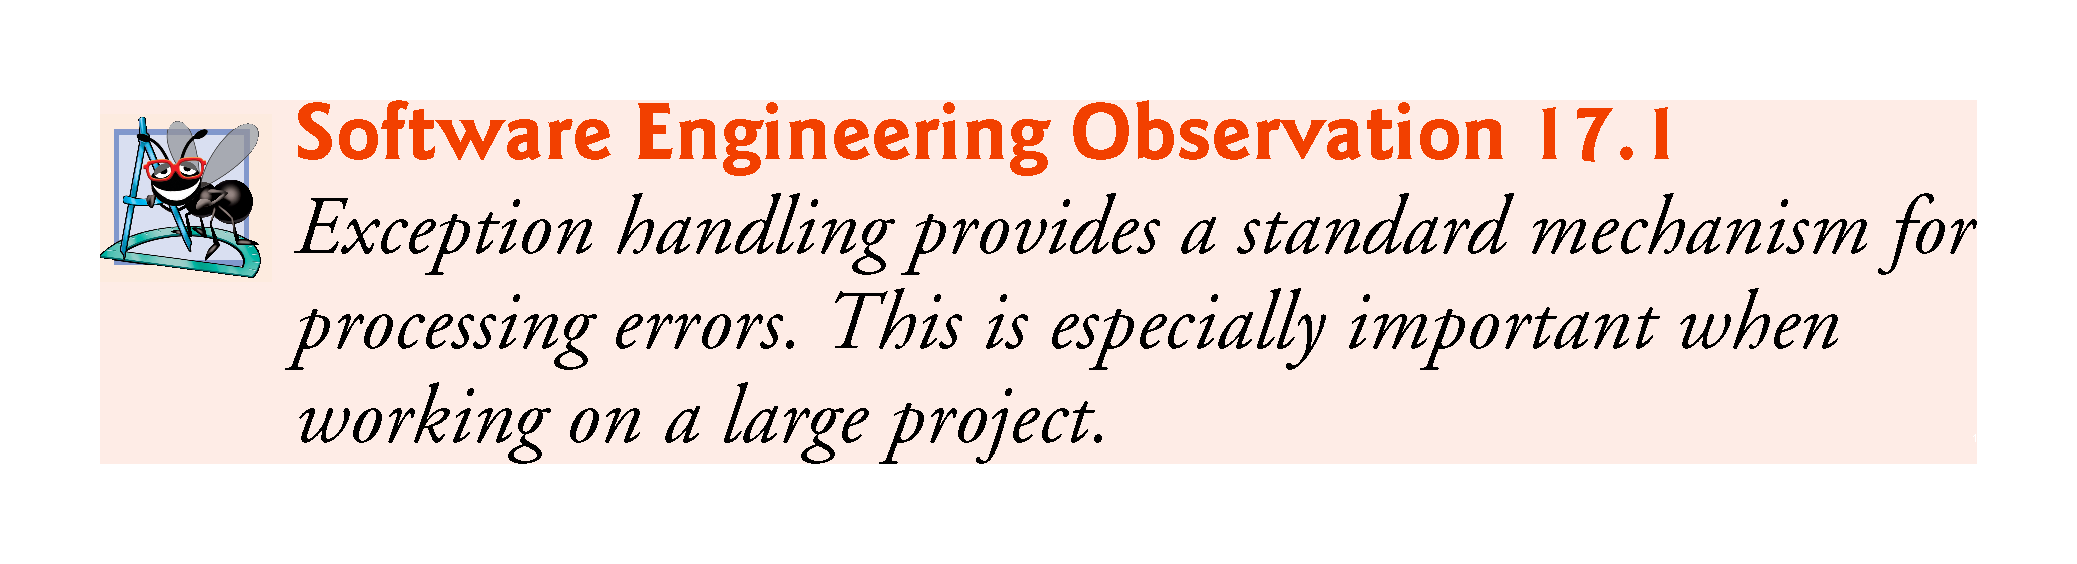 Software Engineering Observation 17.1
Exception handling provides a standard mechanism for
processing errors. This is especially important when
working on a large project.